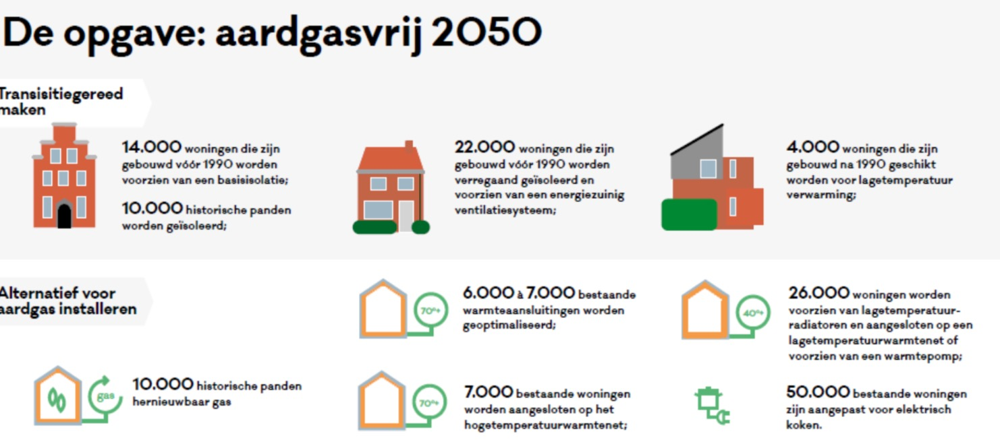 De opgave: aardgasvrij 2050
Transisitiegereed
maken
14.000 woningen die zijn
gebouwd vóór 1990 worden
voorzien van een basisisolatie;
10.000 historische panden
worden geïsoleerd;
22.000 woningen die zijn
gebouwd vóór 1990 worden
verregaand geïsoleerd en
voorzien van een energiezuinig
ventilatiesysteem;
4.000 woningen die zijn
gebouwd na 1990 geschikt
worden voor lagetemperatuur
verwarming;
Alternatief voor
aardgas installeren
70°+
6.000 à 7.000 bestaande
warmteaansluitingen worden
geoptimaliseerd;
40°+
26.000 woningen worden
voorzien van lagetemperatuur-
radiatoren en aangesloten op een
lagetemperatuurwarmtenet of
voorzien van een warmtepomp;
gas
10.000 historische panden
hernieuwbaar gas
70°+
7.000 bestaande woningen
worden aangesloten op het
hogetemperatuurwarmtenet;
50.000 bestaande woningen
zijn aangepast voor elektrisch
koken.